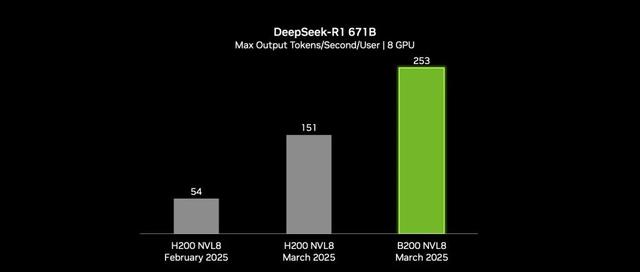 DeepSeek-R1 671B
Max Output Tokens/Second/User | 8 GPU
253
151
54
H200 NVL8
February 2025
H200 NVL8
March 2025
B200 NVL8
March 2025